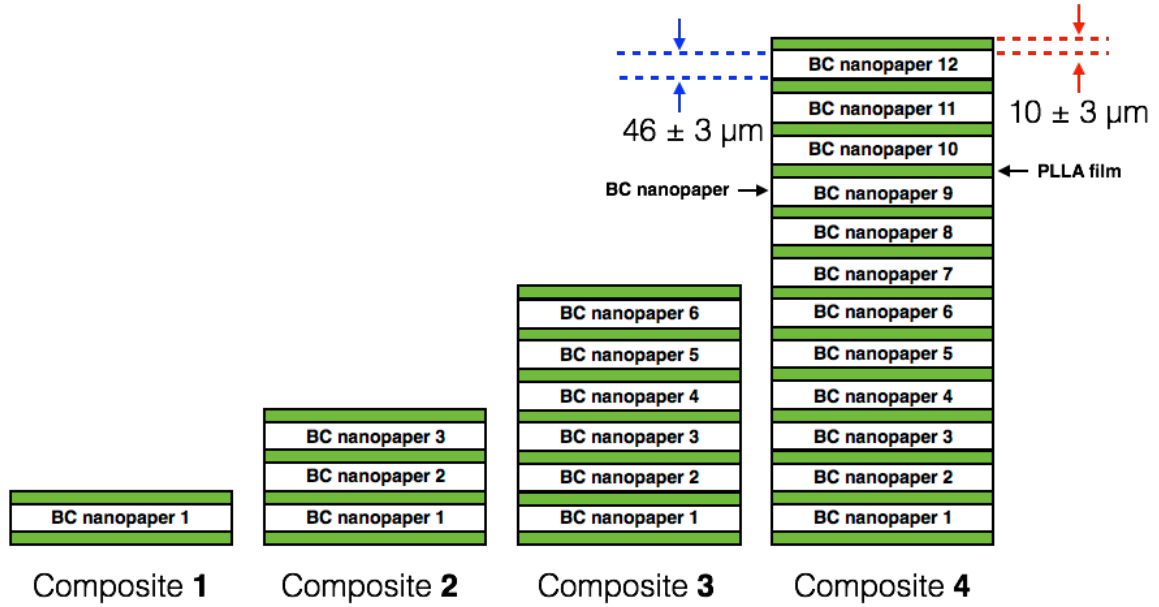 BC nanopaper 1
Composite 1
BC nanopaper 3
BC nanopaper 2
BC nanopaper 1
Composite 2
BC nanopaper 6
BC nanopaper 5
BC nanopaper 4
BC nanopaper 3
BC nanopaper 2
BC nanopaper 1
Composite 3
46 ± 3 µm
BC nanopaper
BC nanopaper 12
BC nanopaper 11
BC nanopaper 10
BC nanopaper 9
BC nanopaper 8
BC nanopaper 7
BC nanopaper 6
BC nanopaper 5
BC nanopaper 4
BC nanopaper 3
BC nanopaper 2
BC nanopaper 1
Composite 4
10 ± 3 µm
PLLA film